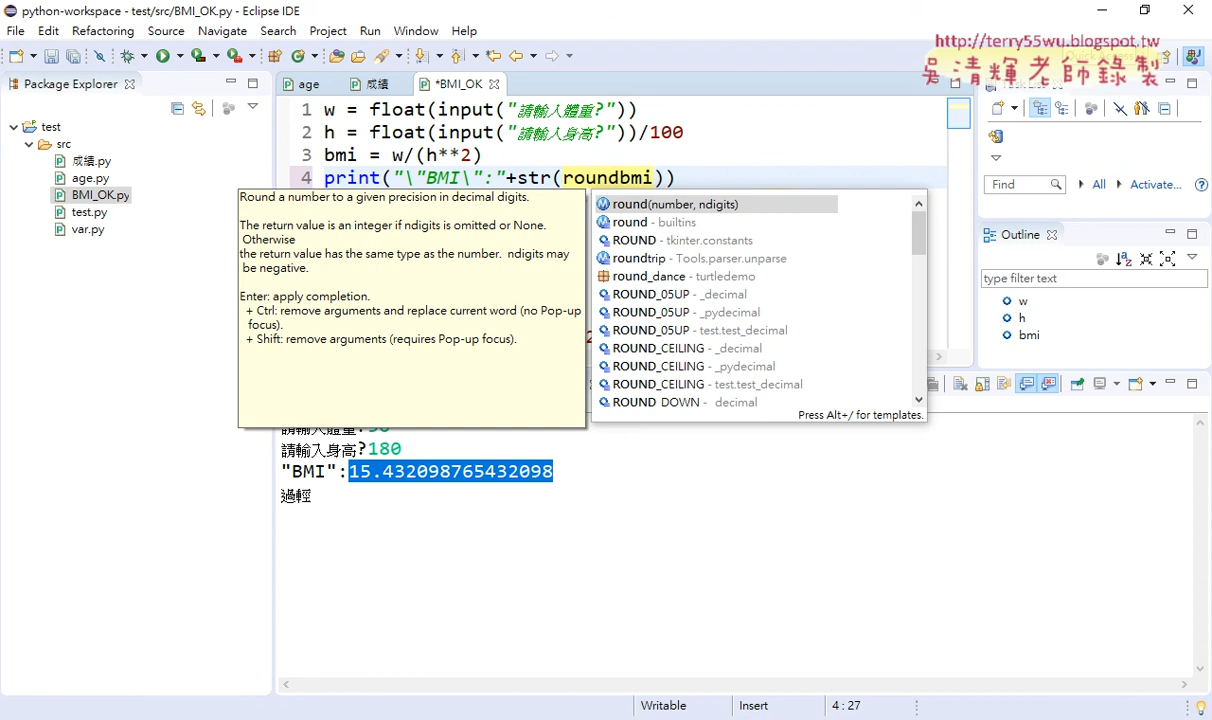 python-workspace - test/src/BMI_OK.py - Eclipse IDE
File Edit Refactoring Source Navigate Search Project Run Window Help
http://terry55wu.blogspot.tw
吳清輝老師錄製
Package Explorer
age 成績 *BMI_OK
test
src
成績.py
age.py
BMI_OK.py
test.py
var.py
1 w = float(input("請輸入體重?"))
2 h = float(input("請輸入身高?"))/100
3 bmi = w/(h**2)
4 print("\"BMI\":"+str(roundbmi))
Round a number to a given precision in decimal digits.
The return value is an integer if ndigits is omitted or None.
Otherwise
the return value has the same type as the number. ndigits may
be negative.
Enter: apply completion.
+ Ctrl: remove arguments and replace current word (no Pop-up
focus).
+ Shift: remove arguments (requires Pop-up focus).
round(number, ndigits)
round - builtins
ROUND - tkinter.constants
roundtrip - Tools.parser.unparse
round_dance - turtledemo
ROUND_05UP - _decimal
ROUND_05UP - _pydecimal
ROUND_05UP - test.test_decimal
ROUND_CEILING - _decimal
ROUND_CEILING - _pydecimal
ROUND_CEILING - test.test_decimal
ROUND_DOWN - decimal
Press Alt+/ for templates.
Find All Activate...
Outline
type filter text
w
h
bmi
請輸入身高?180
"BMI":15.432098765432098
過輕
Writable Insert 4 : 27